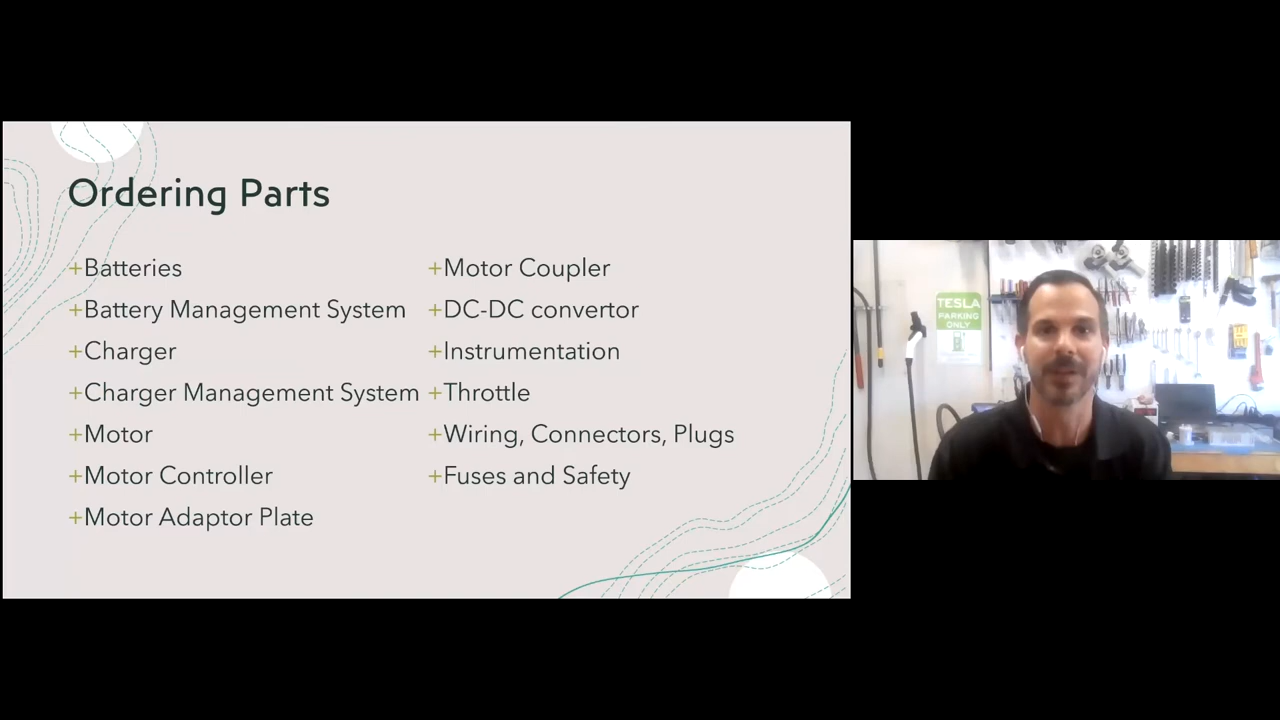 Ordering Parts
+Batteries
+Battery Management System
+Charger
+Charger Management System
+Motor
+Motor Controller
+Motor Adaptor Plate
+Motor Coupler
+DC-DC convertor
+Instrumentation
+Throttle
+Wiring, Connectors, Plugs
+Fuses and Safety
TESLA
PARKING
ONLY